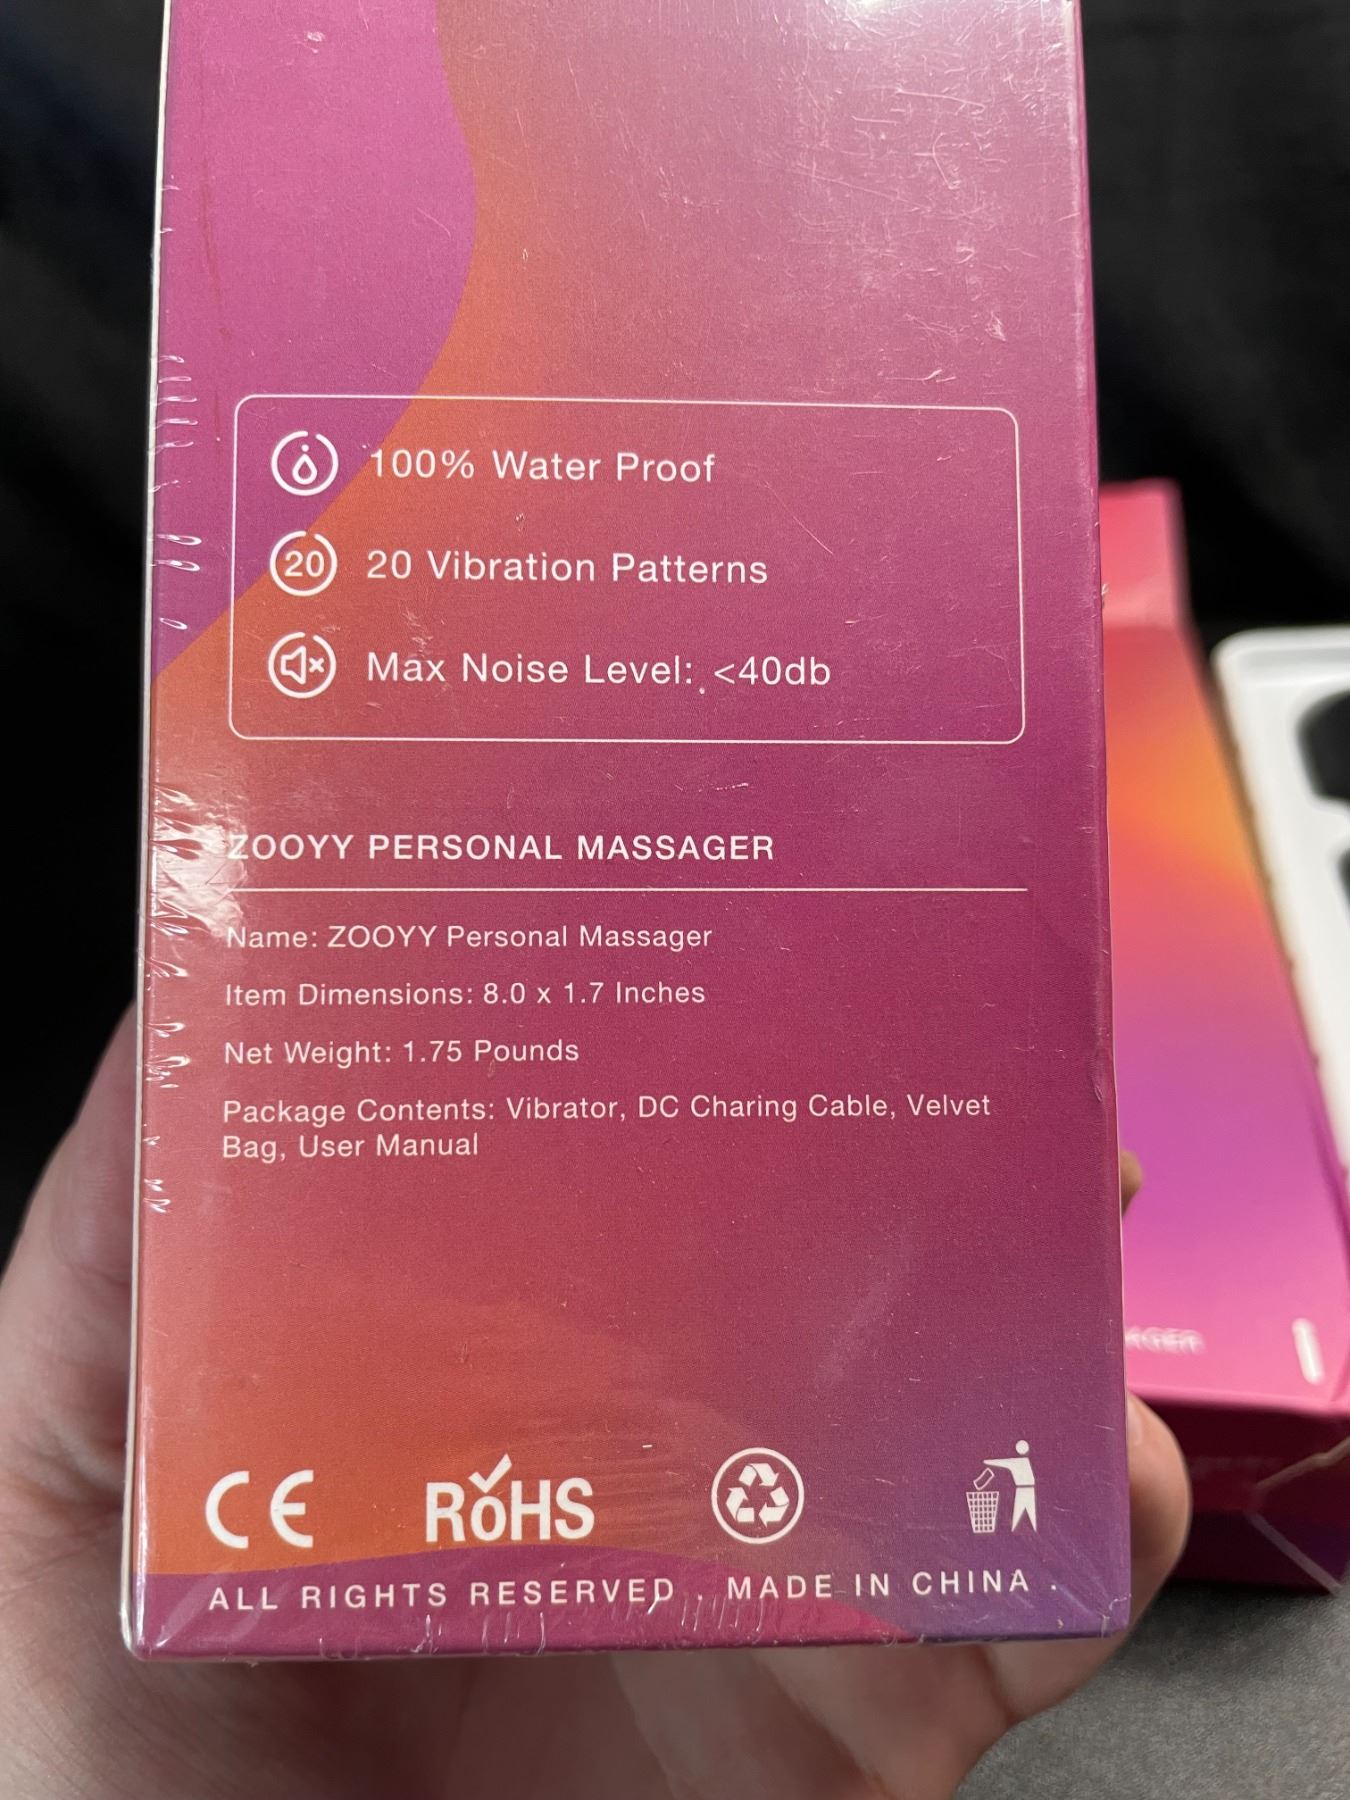 100% Water Proof
20
20 Vibration Patterns
Max Noise Level: <40db
ZOOYY PERSONAL MASSAGER
Name: ZOOYY Personal Massager
Item Dimensions: 8.0 x 1.7 Inches
Net Weight: 1.75 Pounds
Package Contents: Vibrator, DC Charing Cable, Velvet
Bag, User Manual
CE RoHS
ALL RIGHTS RESERVED . MADE IN CHINA .